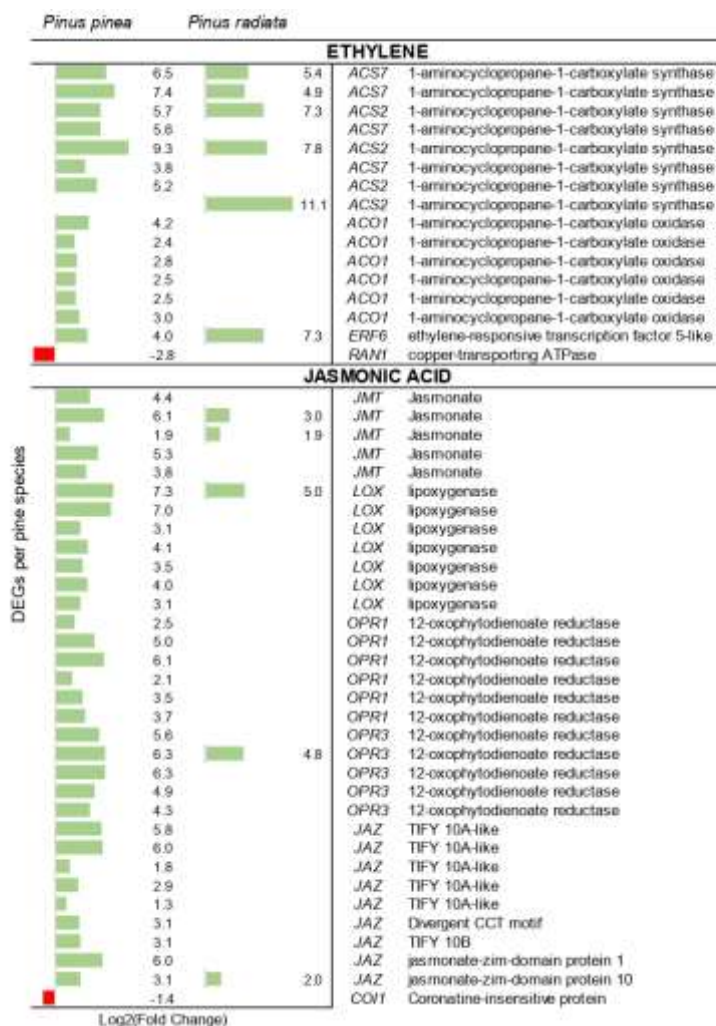 Pinus pinea Pinus radiata
ETHYLENE
6.5 5.4 ACS7 1-aminocyclopropane-1-carboxylate synthase
7.4 4.9 ACS7 1-aminocyclopropane-1-carboxylate synthase
5.7 7.3 ACS2 1-aminocyclopropane-1-carboxylate synthase
5.6 ACS7 1-aminocyclopropane-1-carboxylate synthase
9.3 7.8 ACS2 1-aminocyclopropane-1-carboxylate synthase
3.8 ACS7 1-aminocyclopropane-1-carboxylate synthase
5.2 ACS2 1-aminocyclopropane-1-carboxylate synthase
11.1 ACS2 1-aminocyclopropane-1-carboxylate synthase
4.2 ACO1 1-aminocyclopropane-1-carboxylate oxidase
2.4 ACO1 1-aminocyclopropane-1-carboxylate oxidase
2.8 ACO1 1-aminocyclopropane-1-carboxylate oxidase
2.5 ACO1 1-aminocyclopropane-1-carboxylate oxidase
2.5 ACO1 1-aminocyclopropane-1-carboxylate oxidase
3.0 ACO1 1-aminocyclopropane-1-carboxylate oxidase
4.0 7.3 ERF6 ethylene-responsive transcription factor 5-like
-2.8 RAN1 copper-transporting ATPase
JASMONIC ACID
4.4 JMT Jasmonate
6.1 3.0 JMT Jasmonate
1.9 1.9 JMT Jasmonate
5.3 JMT Jasmonate
3.8 JMT Jasmonate
7.3 5.0 LOX lipoxygenase
7.0 LOX lipoxygenase
3.1 LOX lipoxygenase
4.1 LOX lipoxygenase
3.5 LOX lipoxygenase
4.0 LOX lipoxygenase
3.1 LOX lipoxygenase
2.5 OPR1 12-oxophytodienoate reductase
5.0 OPR1 12-oxophytodienoate reductase
6.1 OPR1 12-oxophytodienoate reductase
2.1 OPR1 12-oxophytodienoate reductase
3.5 OPR1 12-oxophytodienoate reductase
3.7 OPR1 12-oxophytodienoate reductase
5.6 OPR3 12-oxophytodienoate reductase
6.3 4.8 OPR3 12-oxophytodienoate reductase
6.3 OPR3 12-oxophytodienoate reductase
4.9 OPR3 12-oxophytodienoate reductase
4.3 OPR3 12-oxophytodienoate reductase
5.8 JAZ TIFY 10A-like
6.0 JAZ TIFY 10A-like
1.8 JAZ TIFY 10A-like
2.9 JAZ TIFY 10A-like
1.3 JAZ TIFY 10A-like
3.1 JAZ Divergent CCT motif
3.1 JAZ TIFY 10B
6.0 JAZ jasmonate-zim-domain protein 1
3.1 2.0 JAZ jasmonate-zim-domain protein 10
-1.4 COI1 Coronatine-insensitive protein
Log2(Fold Change)
DEGs per pine species